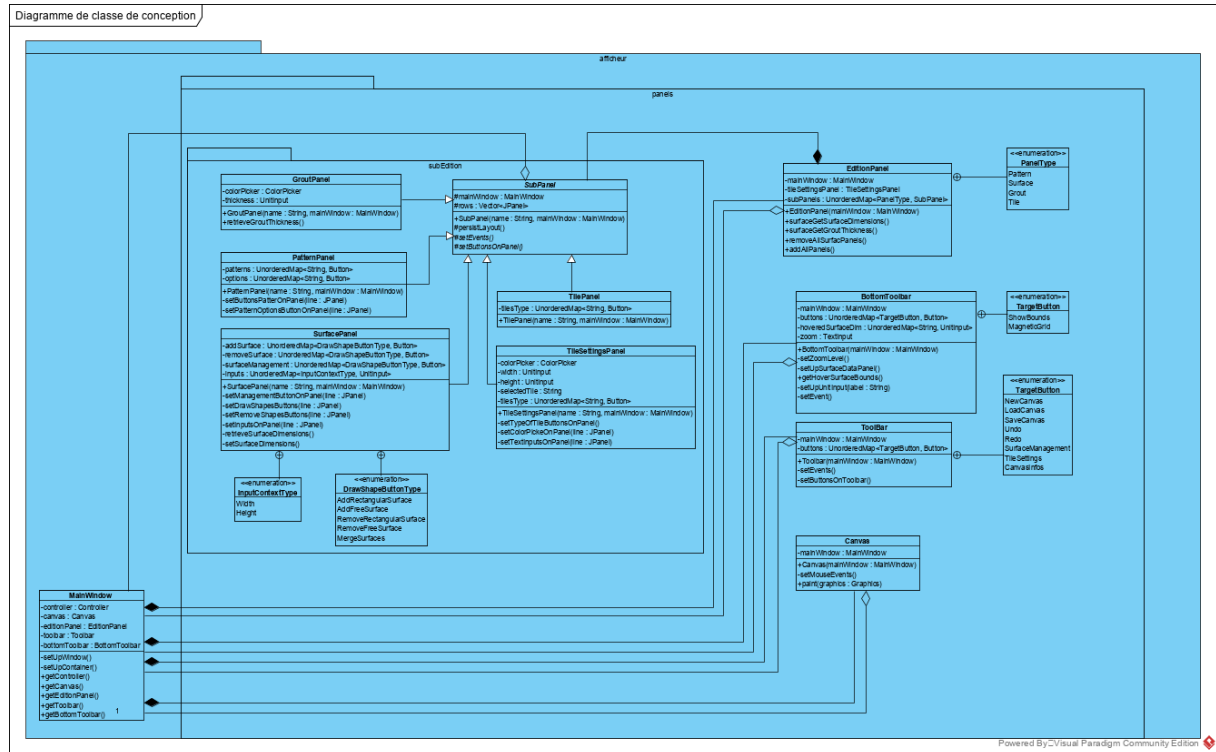 Diagramme de classe de conception
afficheur
panels
subEdition
GroutPanel
-colorPicker : ColorPicker
-thickness : UnitInput
+GroutPanel(name : String, mainWindow : MainWindow)
+retrieveGroutThickness()
PatternPanel
-patterns : UnorderedMap<String, Button>
-options : UnorderedMap<String, Button>
+PatternPanel(name : String, mainWindow : MainWindow)
-setButtonsPatterOnPanel(line : JPanel)
-setPatternOptionsButtonOnPanel(line : JPanel)
SurfacePanel
-addSurface : UnorderedMap<DrawShapeButtonType, Button>
-removeSurface : UnorderedMap<DrawShapeButtonType, Button>
-surfaceManagement : UnorderedMap<DrawShapeButtonType, Button>
-inputs : UnorderedMap<InputContextType, UnitInput>
+SurfacePanel(name : String, mainWindow : MainWindow)
-setManagementButtonOnPanel(line : JPanel)
-setDrawShapesButtons(line : JPanel)
-setRemoveShapesButtons(line : JPanel)
-setInputsOnPanel(line : JPanel)
-retrieveSurfaceDimensions()
-setSurfaceDimensions()
<<enumeration>>
InputContextType
Width
Height
<<enumeration>>
DrawShapeButtonType
AddRectangularSurface
AddFreeSurface
RemoveRectangularSurface
RemoveFreeSurface
MergeSurfaces
SubPanel
#mainWindow : MainWindow
#rows : Vector<JPanel>
+SubPanel(name : String, mainWindow : MainWindow)
#persistLayout()
#setEvents()
#setButtonsOnPanel()
TilePanel
-tilesType : UnorderedMap<String, Button>
+TilePanel(name : String, mainWindow : MainWindow)
TileSettingsPanel
-colorPicker : ColorPicker
-width : UnitInput
-height : UnitInput
-selectedTile : String
-tilesType : UnorderedMap<String, Button>
+TileSettingsPanel(name : String, mainWindow : MainWindow)
-setTypeOfTileButtonsOnPanel()
-setColorPickeOnPanel(line : JPanel)
-setTextInputsOnPanel(line : JPanel)
EditionPanel
-mainWindow : MainWindow
-tileSettingsPanel : TileSettingsPanel
-subPanels : UnorderedMap<PanelType, SubPanel>
+EditionPanel(mainWindow : MainWindow)
+surfaceGetSurfaceDimensions()
+surfaceGetGroutThickness()
+removeAllSurfacPanels()
+addAllPanels()
<<enumeration>>
PanelType
Pattern
Surface
Grout
Tile
BottomToolbar
-mainWindow : MainWindow
-buttons : UnorderedMap<TargetButton, Button>
-hoveredSurfaceDim : UnorderedMap<String, UnitInput>
-zoom : TextInput
+BottomToolbar(mainWindow : MainWindow)
-setZoomLevel()
-setUpSurfaceDataPanel()
+getHoverSurfaceBounds()
-setUpUnitInput(label : String)
-setEvent()
<<enumeration>>
TargetButton
ShowBounds
MagneticGrid
ToolBar
-mainWindow : MainWindow
-buttons : UnorderedMap<TargetButton, Button>
+Toolbar(mainWindow : MainWindow)
-setEvents()
-setButtonsOnToolbar()
<<enumeration>>
TargetButton
NewCanvas
LoadCanvas
SaveCanvas
Undo
Redo
SurfaceManagement
TileSettings
CanvasInfos
Canvas
-mainWindow : MainWindow
+Canvas(mainWindow : MainWindow)
-setMouseEvents()
+paint(graphics : Graphics)
MainWindow
-controller : Controller
-canvas : Canvas
-editionPanel : EditionPanel
-toolbar : Toolbar
-bottomToolbar : BottomToolbar
-setUpWindow()
-setUpContainer()
+getController()
+getCanvas()
+getEditionPanel()
+getToolbar()
+getBottomToolbar()
1
Powered By Visual Paradigm Community Edition